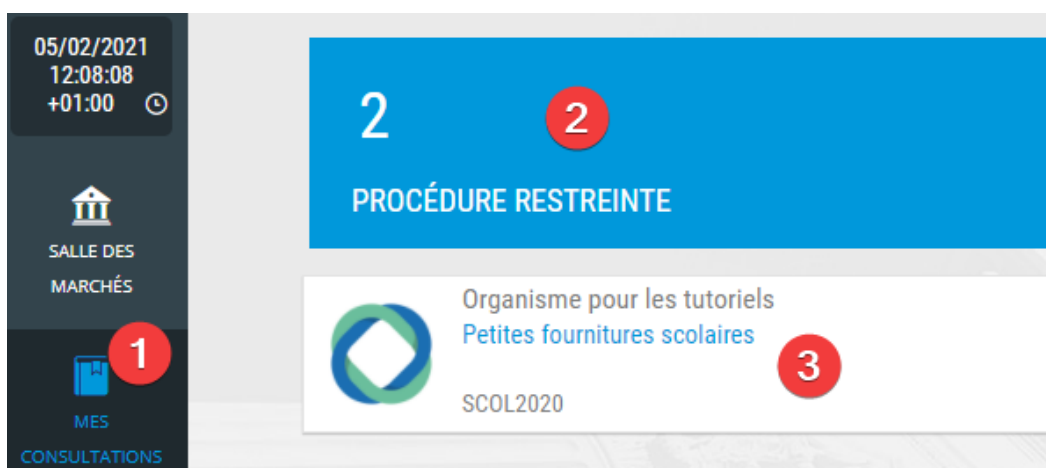 05/02/2021
12:08:08
+01:00
SALLE DES
MARCHÉS
1
MES
CONSULTATIONS
2
2
PROCÉDURE RESTREINTE
Organisme pour les tutoriels
Petites fournitures scolaires
3
SCOL2020